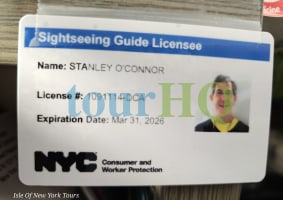 Sightseeing Guide Licensee
Name: STANLEY O'CONNOR
tourHQ
License #:
Expiration Date: Mar 31, 2026
NYC
Consumer and
Worker Protection
Isle Of New York Tours